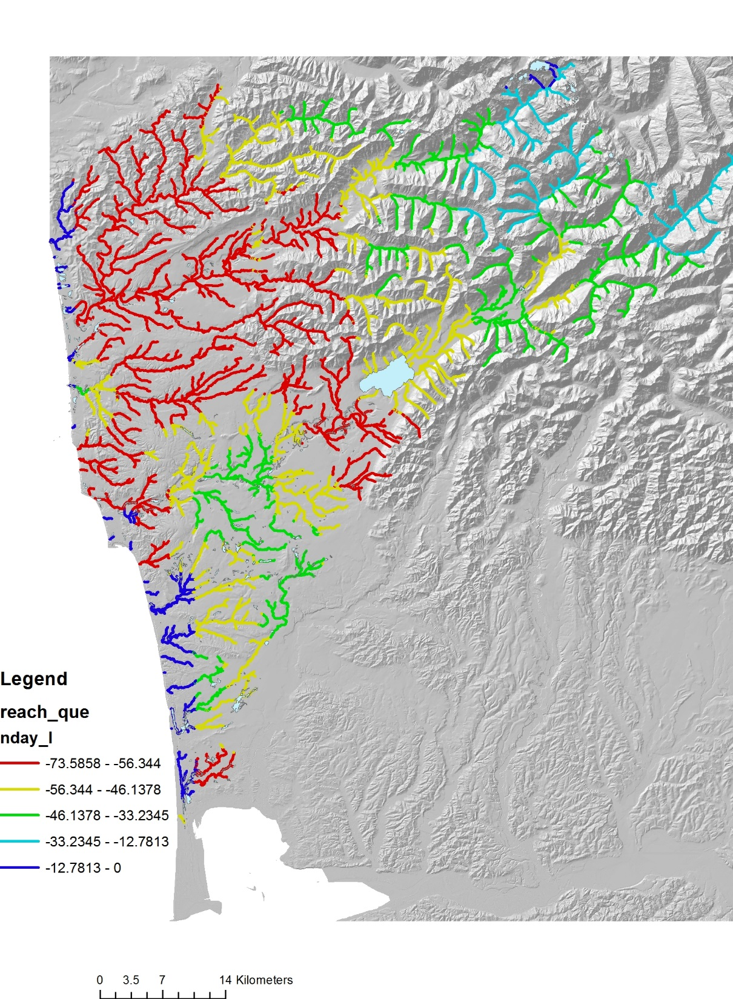 Legend
reach_que
nday_l
-73.5858 - -56.344
-56.344 - -46.1378
-46.1378 - -33.2345
-33.2345 - -12.7813
-12.7813 - 0
0 3.5 7 14 Kilometers